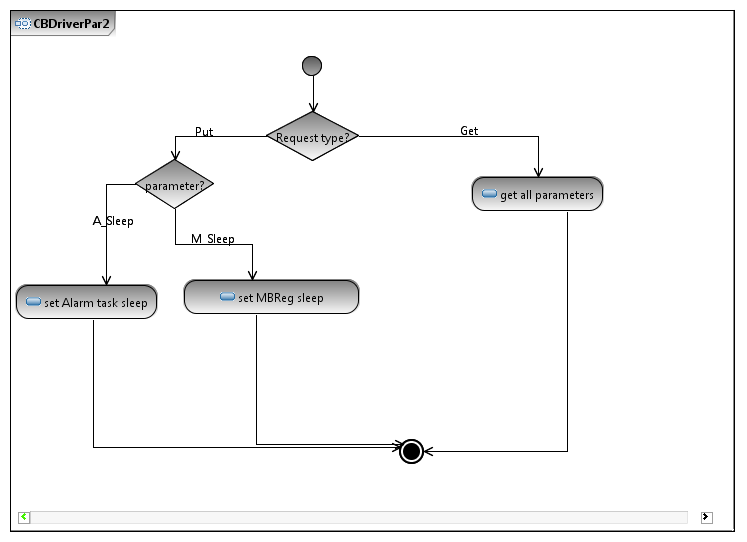 CBDriverPar2
Request type?
Put
Get
parameter?
get all parameters
A_Sleep
M_Sleep
set Alarm task sleep
set MBReg sleep